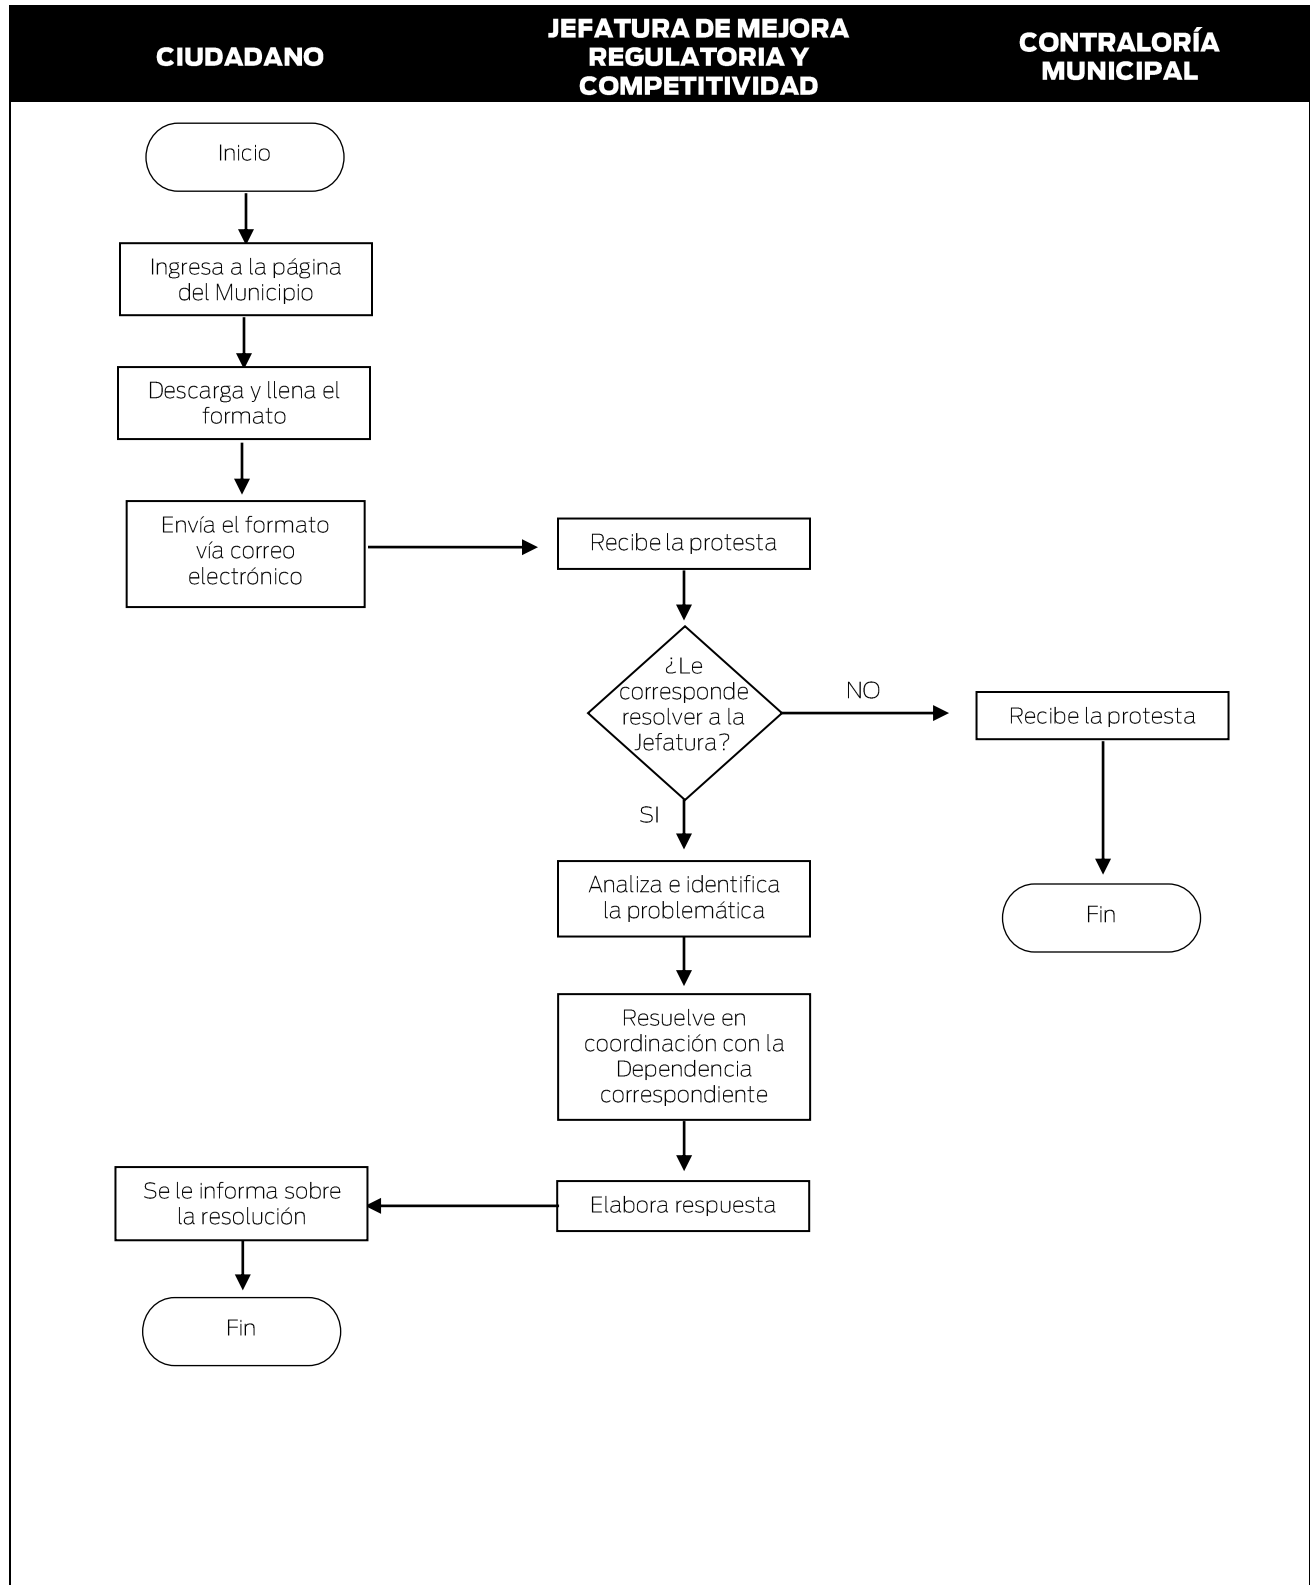 CIUDADANO
JEFATURA DE MEJORA
REGULATORIA Y
COMPETITIVIDAD
CONTRALORÍA
MUNICIPAL
Inicio
Ingresa a la página
del Municipio
Descarga y llena el
formato
Envía el formato
vía correo
electrónico
Recibe la protesta
¿Le
corresponde
resolver a la
Jefatura?
NO
Recibe la protesta
SI
Analiza e identifica
la problemática
Fin
Resuelve en
coordinación con la
Dependencia
correspondiente
Elabora respuesta
Se le informa sobre
la resolución
Fin